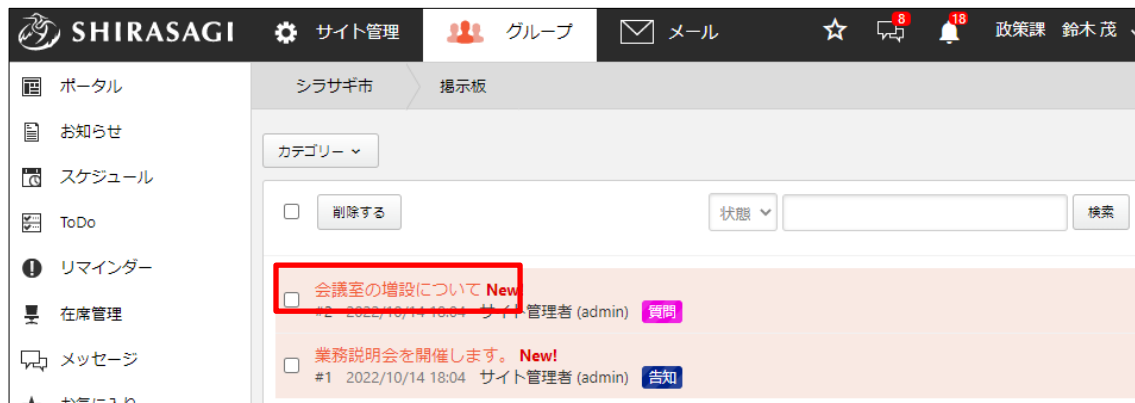 SHIRASAGI サイト管理 グループ メール 8 18 政策課 鈴木 茂
ポータル
お知らせ
スケジュール
ToDo
リマインダー
在席管理
メッセージ
お気に入り
シラサギ市 掲示板
カテゴリー
削除する 状態 検索
会議室の増設について New!
#2 2022/10/14 18:04 サイト管理者 (admin) 質問
業務説明会を開催します。 New!
#1 2022/10/14 18:04 サイト管理者 (admin) 告知